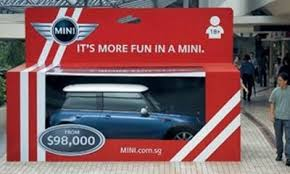 MINI
IT'S MORE FUN IN A MINI.
18+
FROM
$98,000
MINI.com.sg